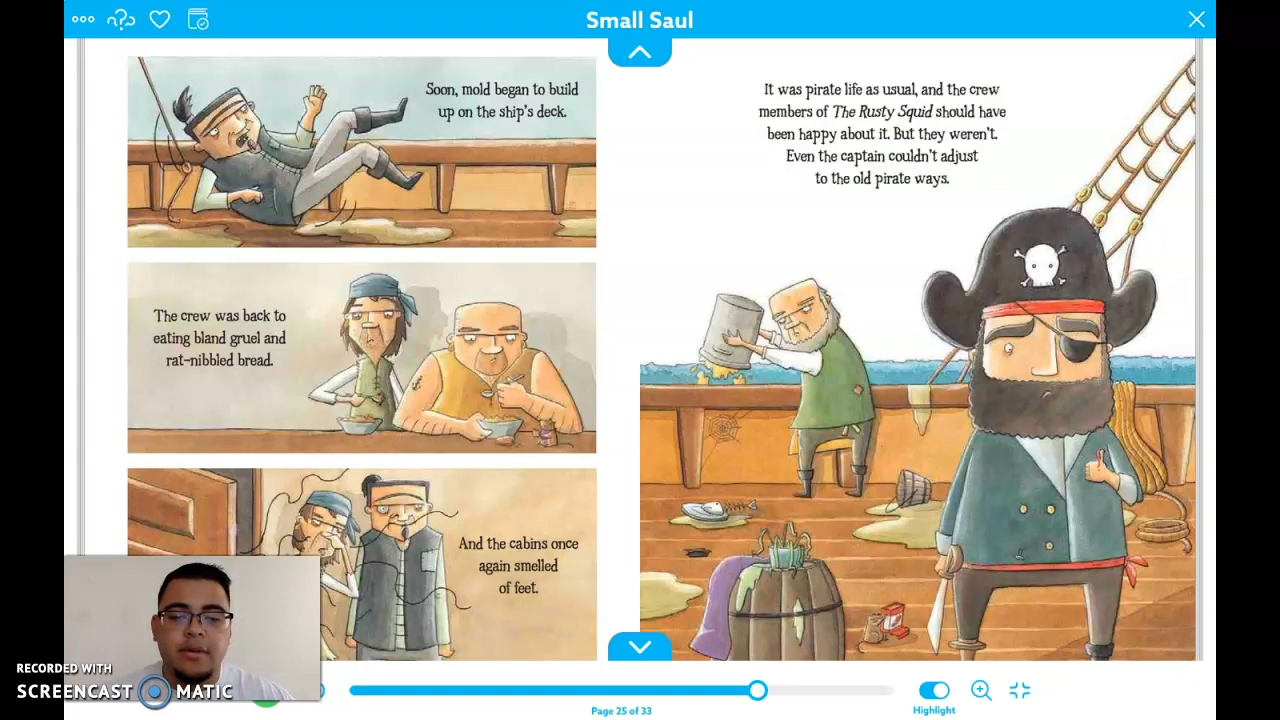 Small Saul
Soon, mold began to build
up on the ship's deck.
The crew was back to
eating bland gruel and
rat-nibbled bread.
And the cabins once
again smelled
of feet.
It was pirate life as usual, and the crew
members of The Rusty Squid should have
been happy about it. But they weren't.
Even the captain couldn't adjust
to the old pirate ways.
RECORDED WITH
SCREENCAST MATIC
Page 25 of 33
Highlight